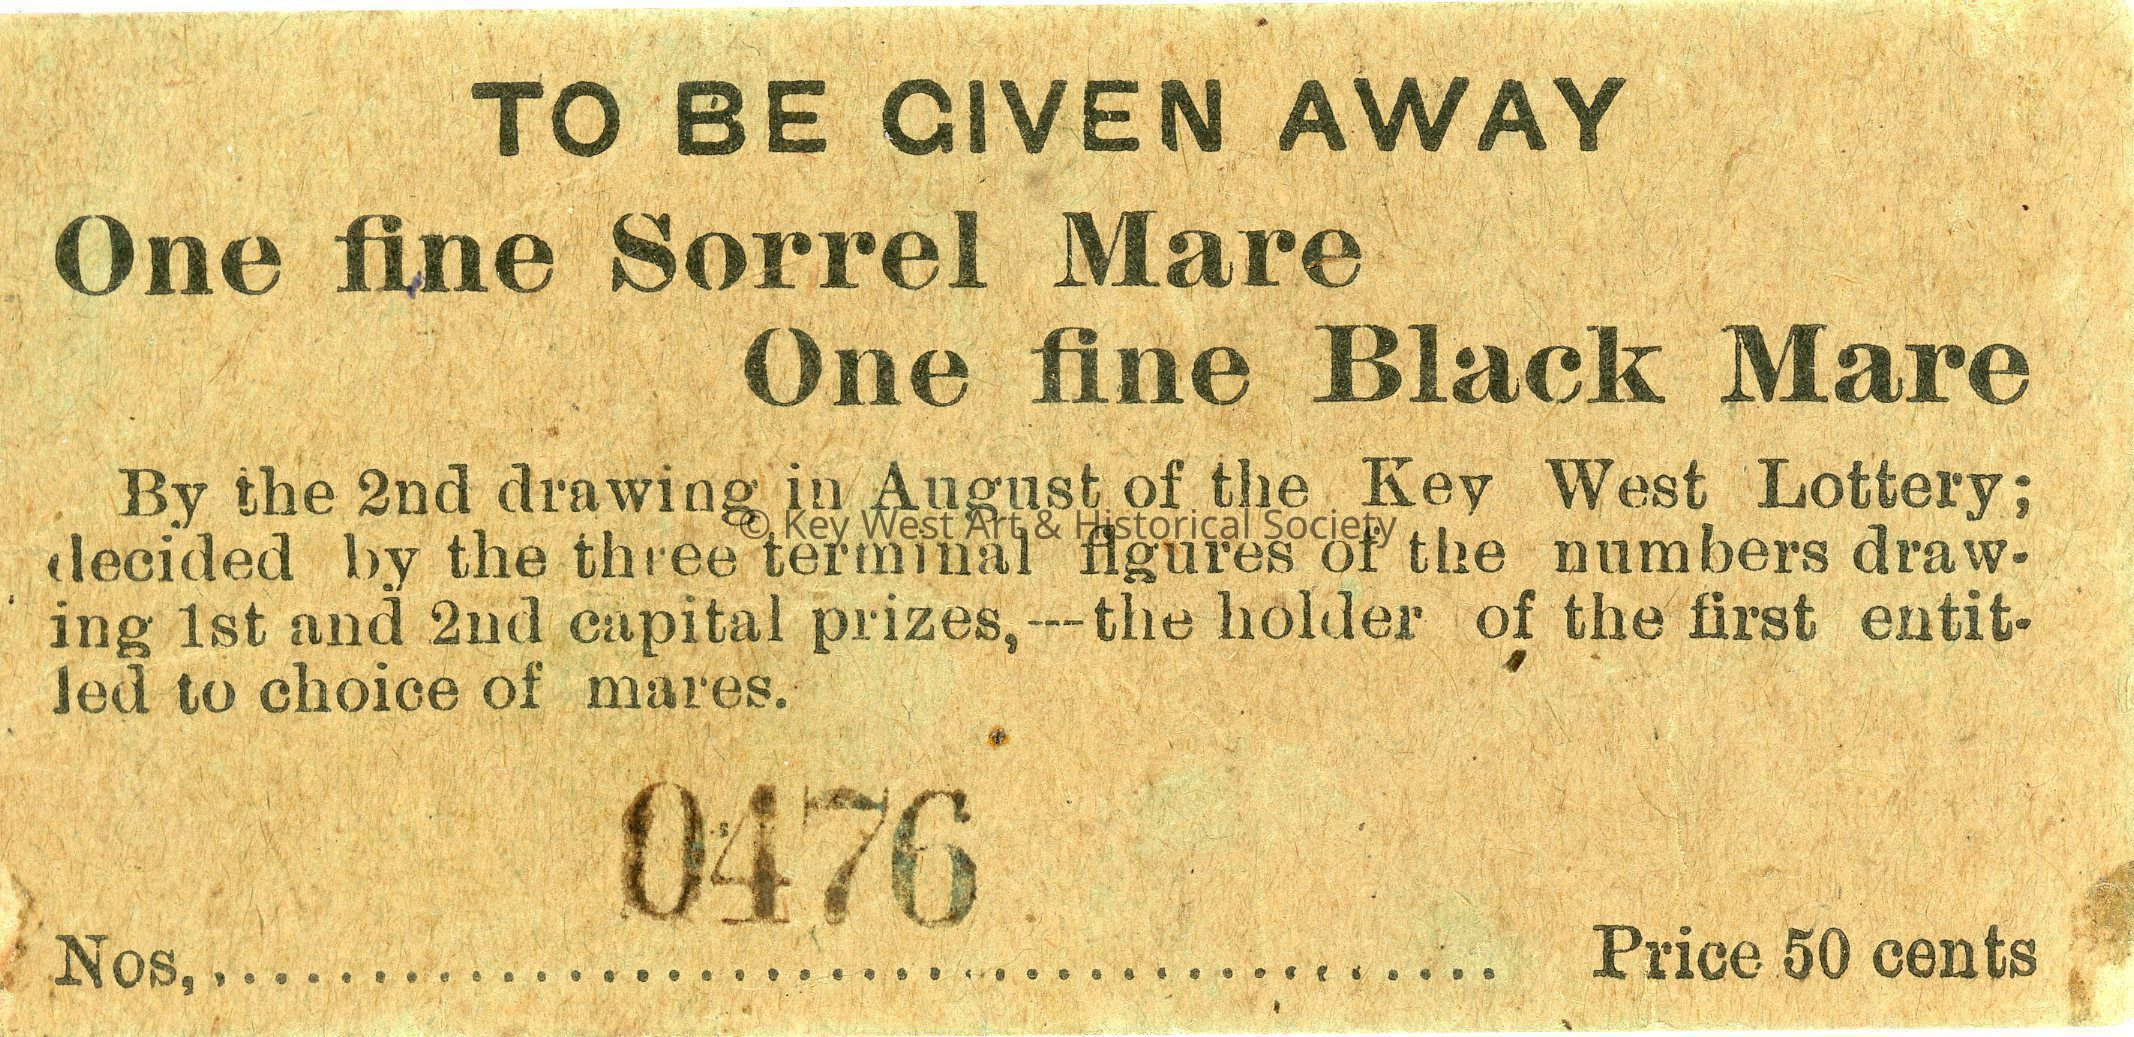 TO BE GIVEN AWAY
One fine Sorrel Mare
One fine Black Mare
By the 2nd drawing in August of the Key West Lottery;
© Key West Art & Historical Society
decided by the three terminal figures of the numbers draw-
ing 1st and 2nd capital prizes,---the holder of the first entit-
led to choice of mares.
0476
Nos,....................................... Price 50 cents